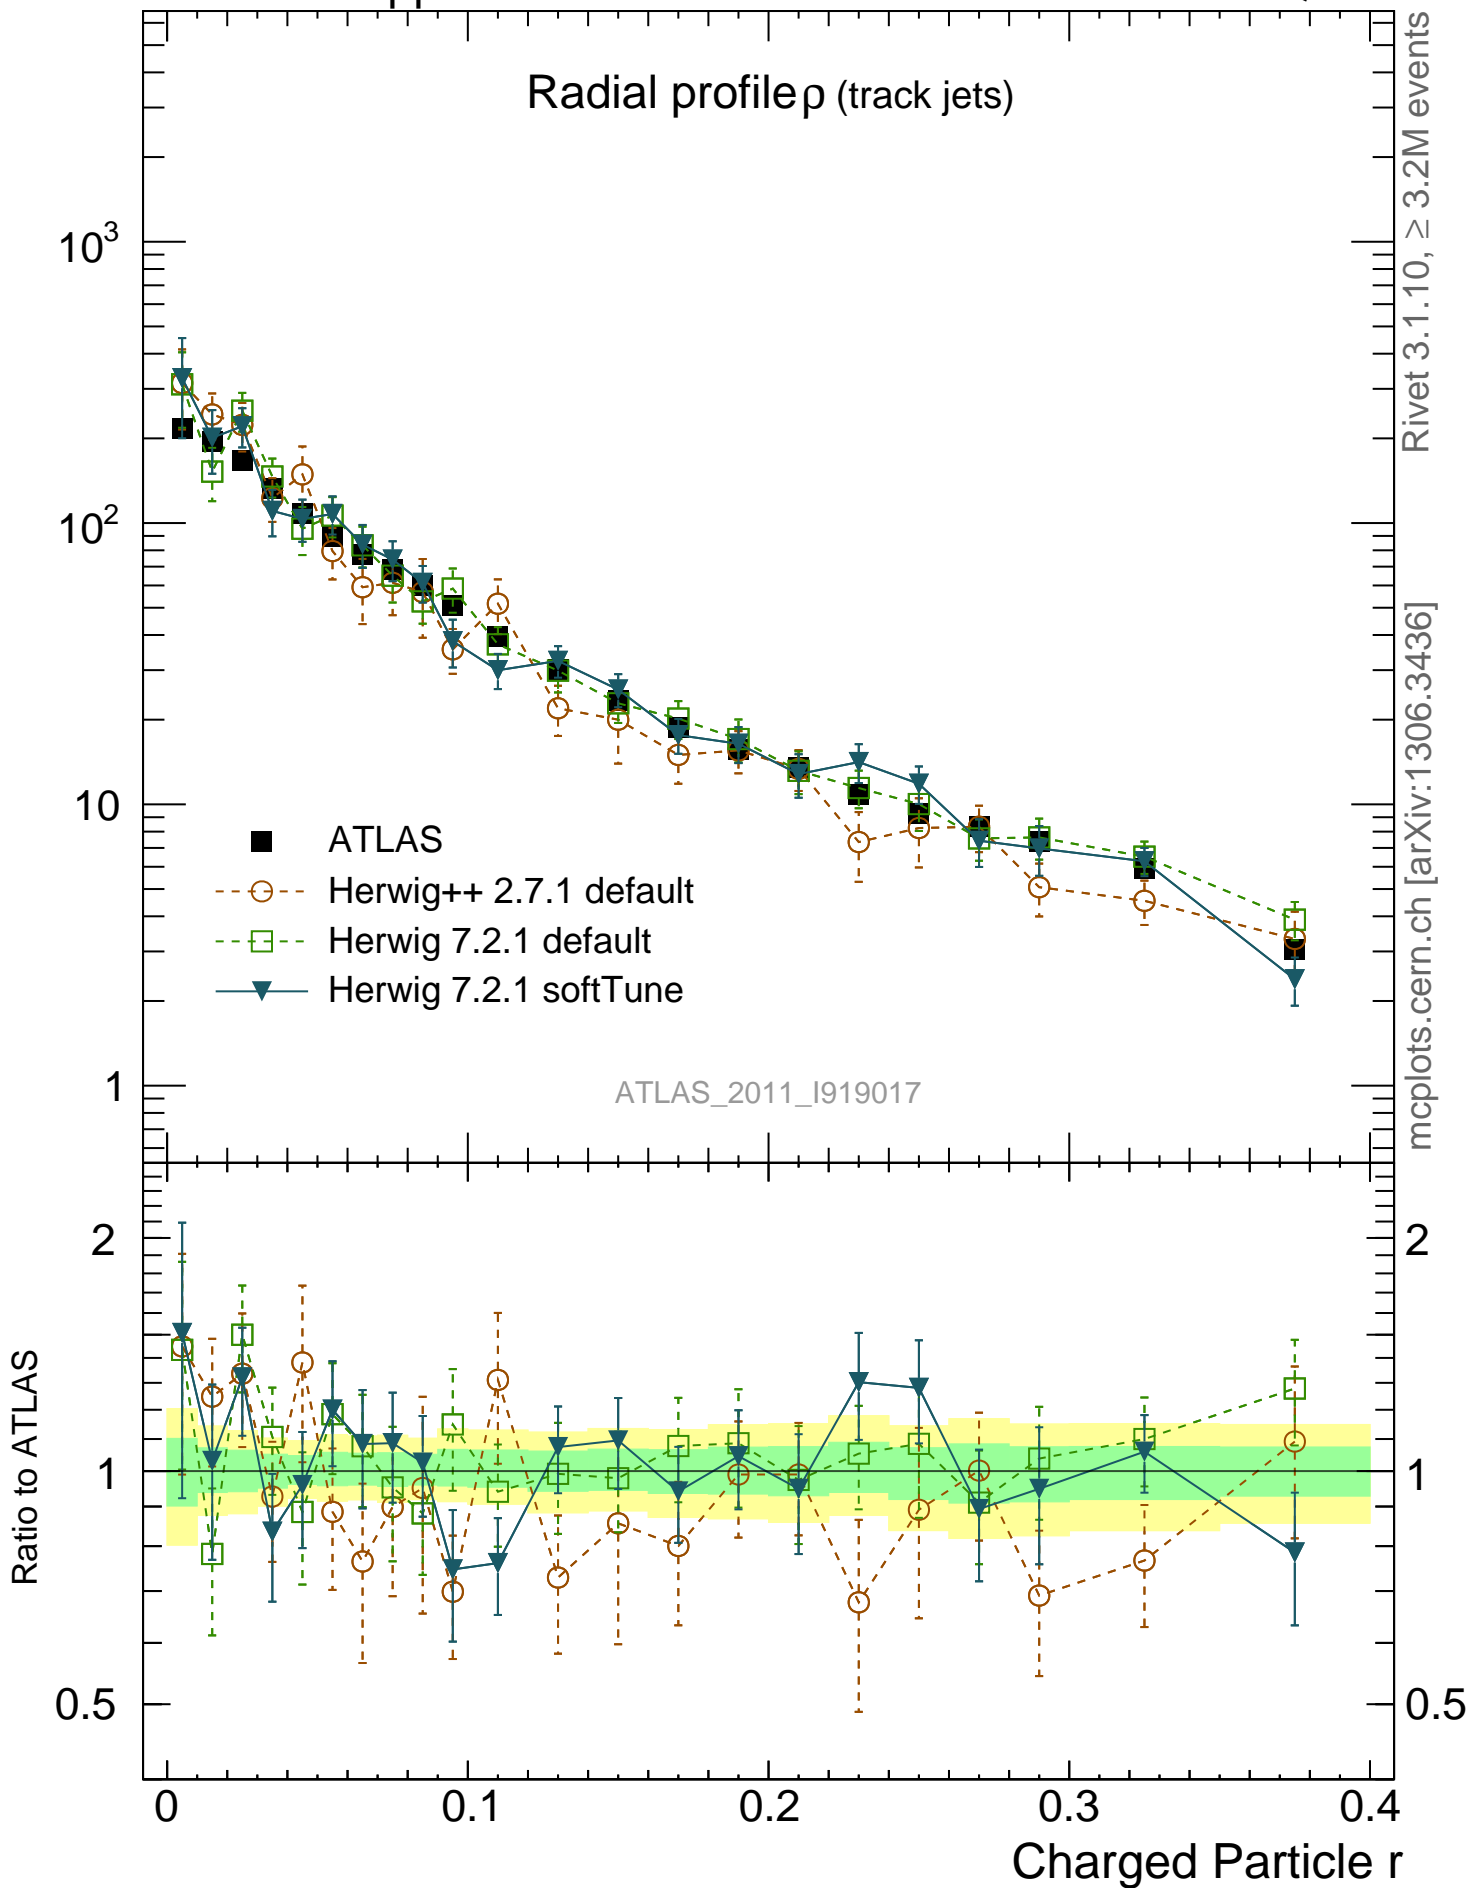 pp
Radial profile ρ (track jets)
10³
10²
10
1
ATLAS
Herwig++ 2.7.1 default
Herwig 7.2.1 default
Herwig 7.2.1 softTune
ATLAS_2011_I919017
Rivet 3.1.10, ≥ 3.2M events
mcplots.cern.ch [arXiv:1306.3436]
Ratio to ATLAS
2
1
0.5
2
1
0.5
0 0.1 0.2 0.3 0.4
Charged Particle r